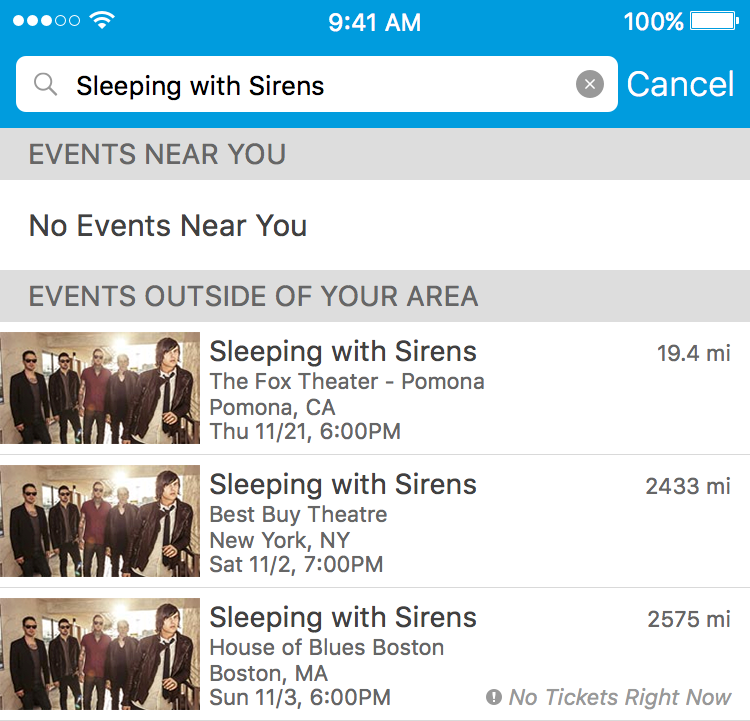 9:41 AM 100%
Sleeping with Sirens Cancel
EVENTS NEAR YOU
No Events Near You
EVENTS OUTSIDE OF YOUR AREA
Sleeping with Sirens 19.4 mi
The Fox Theater - Pomona
Pomona, CA
Thu 11/21, 6:00PM
Sleeping with Sirens 2433 mi
Best Buy Theatre
New York, NY
Sat 11/2, 7:00PM
Sleeping with Sirens 2575 mi
House of Blues Boston
Boston, MA
Sun 11/3, 6:00PM No Tickets Right Now